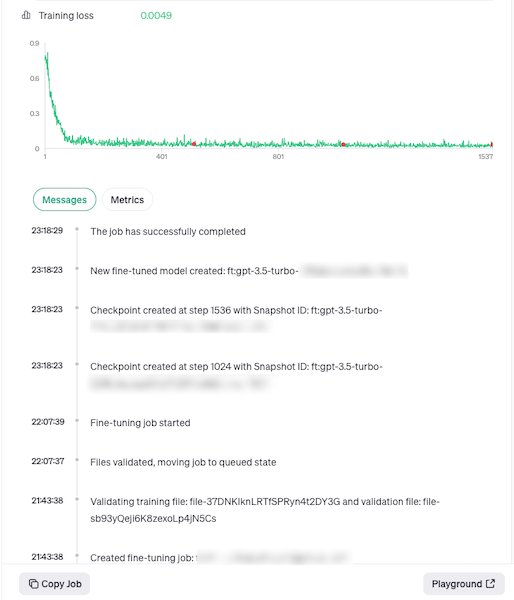 Training loss 0.0049
0.9
0.6
0.3
0
1 401 801 1537
Messages Metrics
23:18:29 The job has successfully completed
23:18:23 New fine-tuned model created: ft:gpt-3.5-turbo-
23:18:23 Checkpoint created at step 1536 with Snapshot ID: ft:gpt-3.5-turbo-
23:18:23 Checkpoint created at step 1024 with Snapshot ID: ft:gpt-3.5-turbo-
22:07:39 Fine-tuning job started
22:07:37 Files validated, moving job to queued state
21:43:38 Validating training file: file-37DNKIknLRTfSPRyn4t2DY3G and validation file: file-
sb93yQeji6K8zexoLp4jN5Cs
21:43:38 Created fine-tuning job:
Copy Job Playground